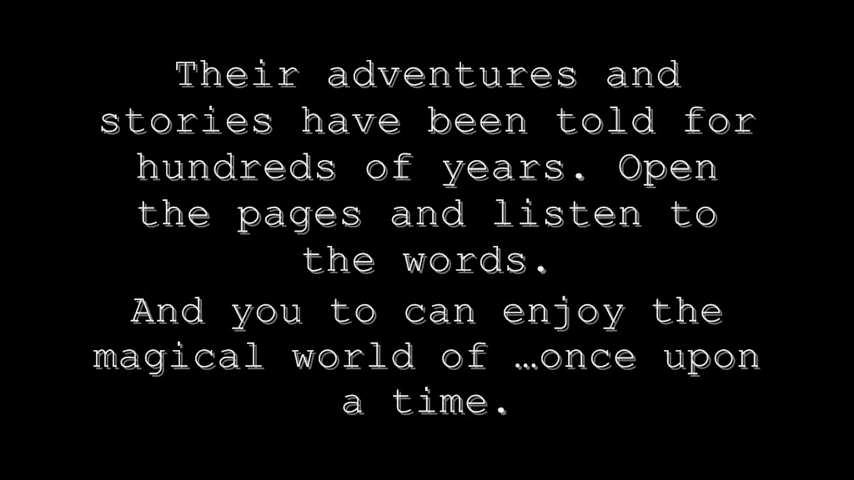 Their adventures and
stories have been told for
hundreds of years. Open
the pages and listen to
the words.
And you to can enjoy the
magical world of …once upon
a time.